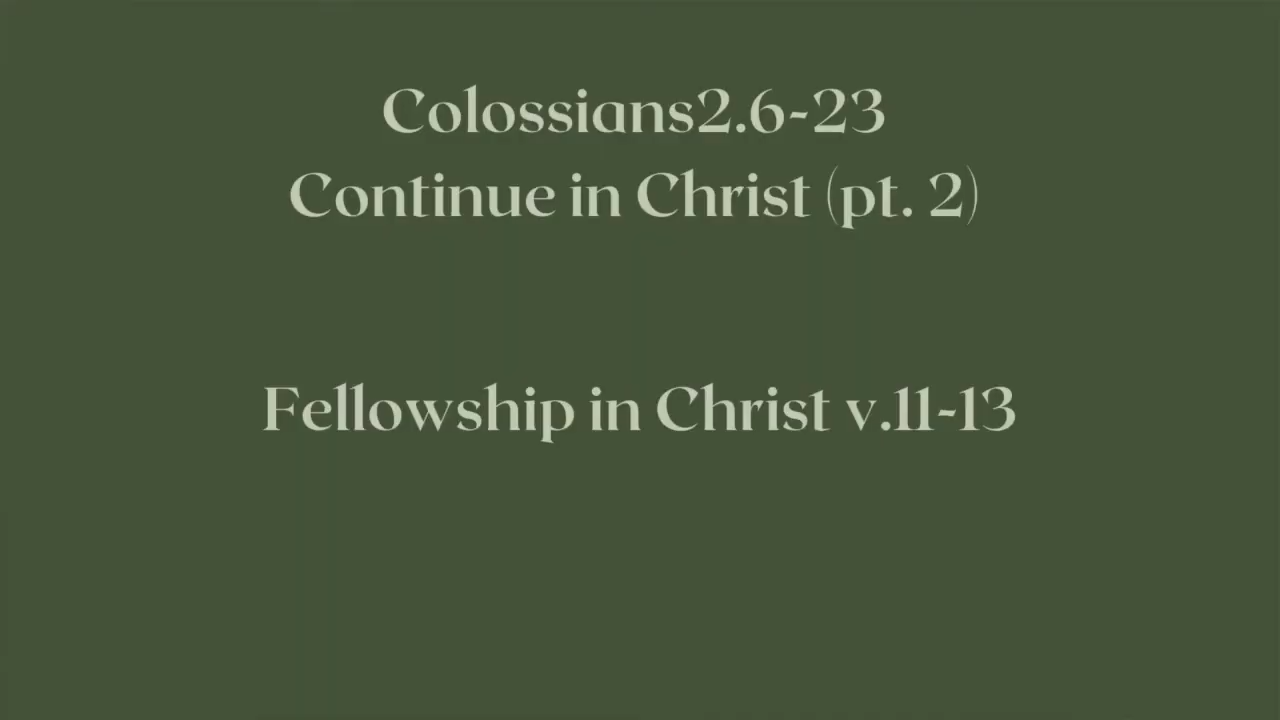 Colossians2.6-23
Continue in Christ (pt. 2)
Fellowship in Christ v.11-13